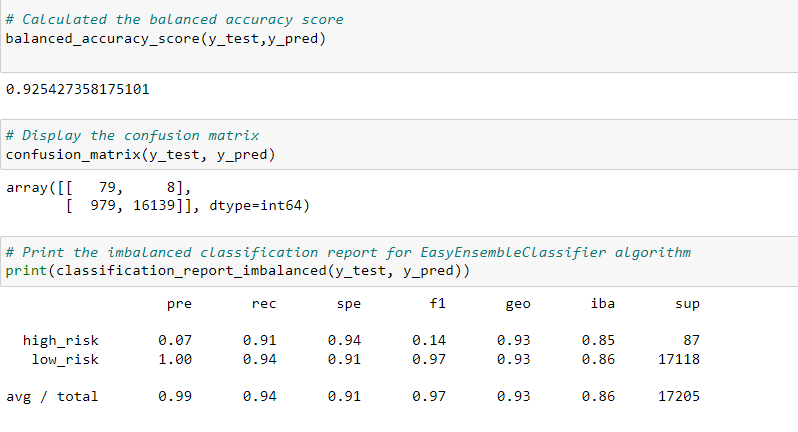 # Calculated the balanced accuracy score
balanced_accuracy_score(y_test,y_pred)
0.925427358175101
# Display the confusion matrix
confusion_matrix(y_test, y_pred)
array([[   79,     8],
       [  979, 16139]], dtype=int64)
# Print the imbalanced classification report for EasyEnsembleClassifier algorithm
print(classification_report_imbalanced(y_test, y_pred))
pre rec spe f1 geo iba sup
high_risk 0.07 0.91 0.94 0.14 0.93 0.85 87
low_risk 1.00 0.94 0.91 0.97 0.93 0.86 17118
avg / total 0.99 0.94 0.91 0.97 0.93 0.86 17205